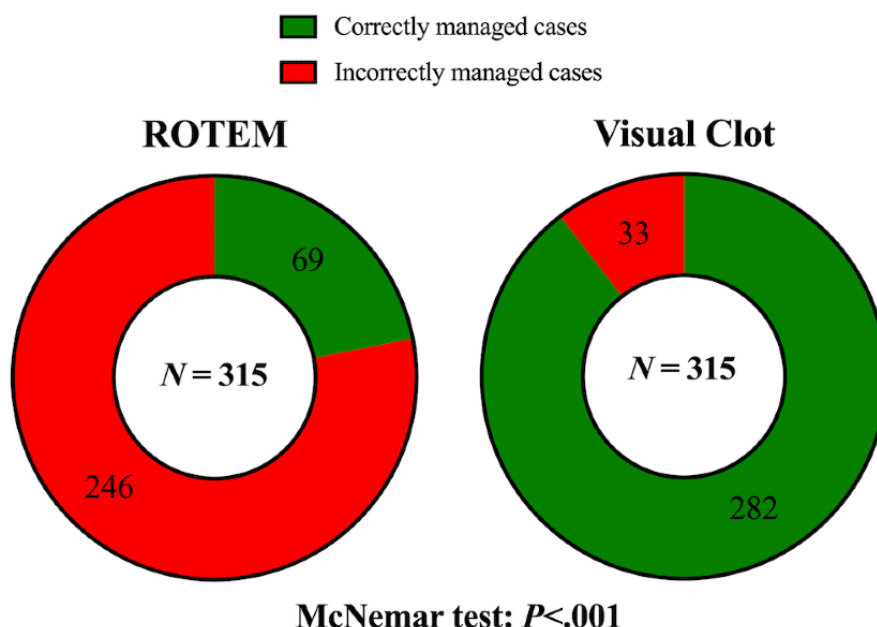 Correctly managed cases
Incorrectly managed cases
ROTEM
69
N = 315
246
Visual Clot
33
N = 315
282
McNemar test: P<.001